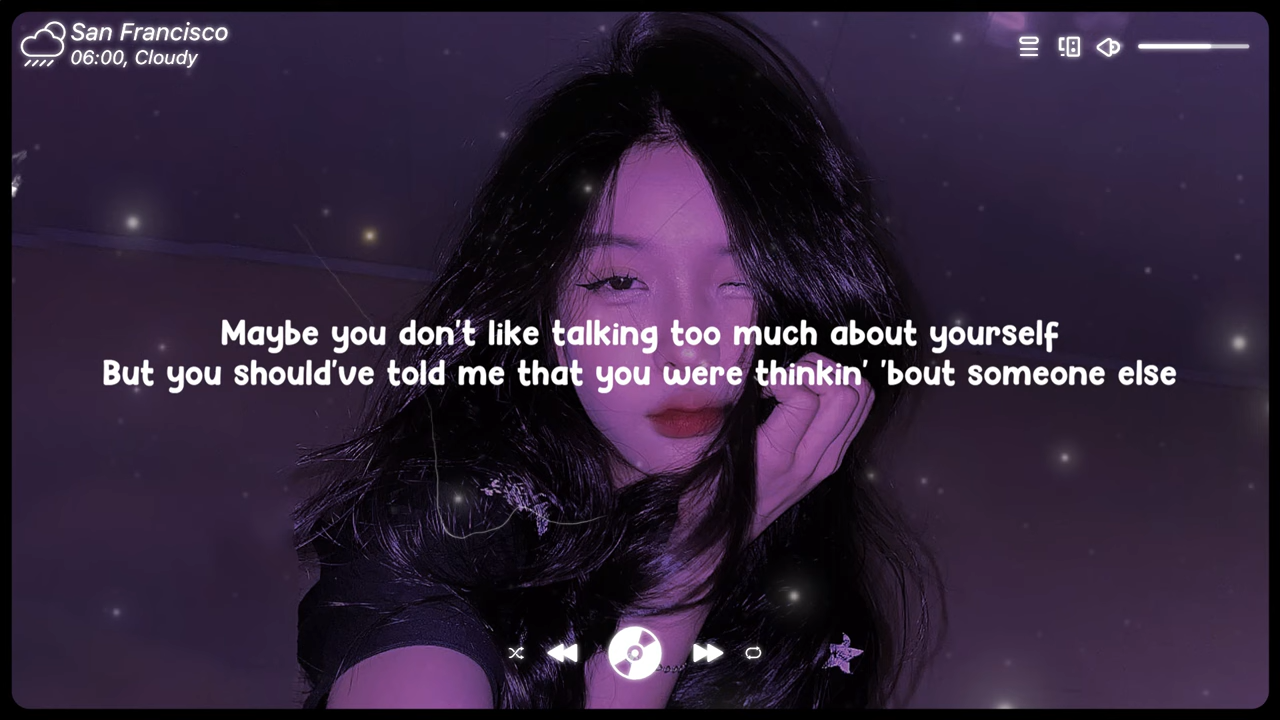 San Francisco
06:00, Cloudy
Maybe you don't like talking too much about yourself
But you should've told me that you were thinkin' 'bout someone else